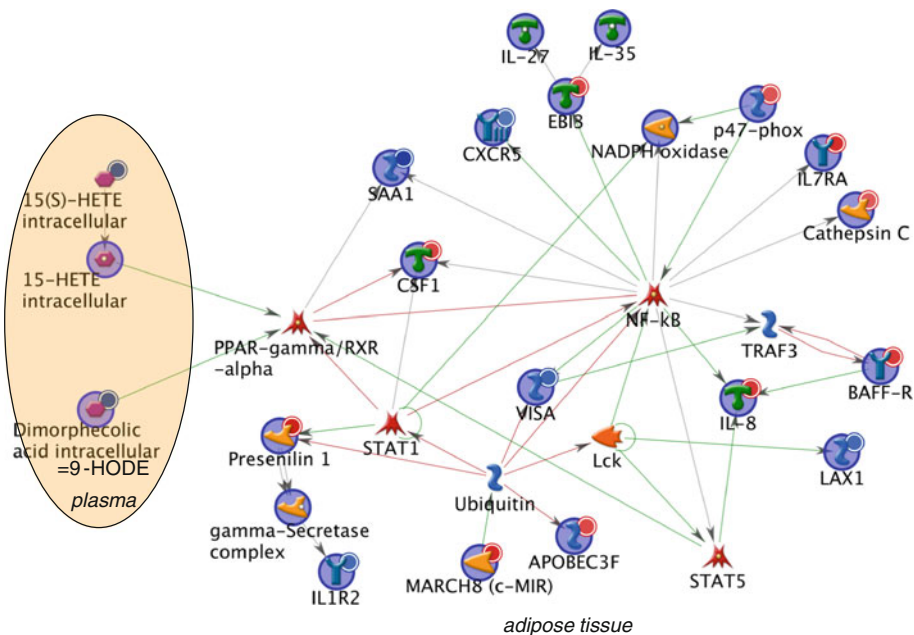 IL-27
IL-35
EBI3
CXCR5
NADPH oxidase
p47-phox
IL7RA
SAA1
Cathepsin C
15(S)-HETE
intracellular
15-HETE
intracellular
CSF1
NF-kB
PPAR-gamma/RXR
-alpha
TRAF3
BAFF-R
VISA
IL-8
Dimorphecolic
acid intracellular
=9-HODE
plasma
STAT1
Presenilin 1
Lck
LAX1
Ubiquitin
gamma-Secretase
complex
APOBEC3F
MARCH8 (c-MIR)
STAT5
IL1R2
adipose tissue